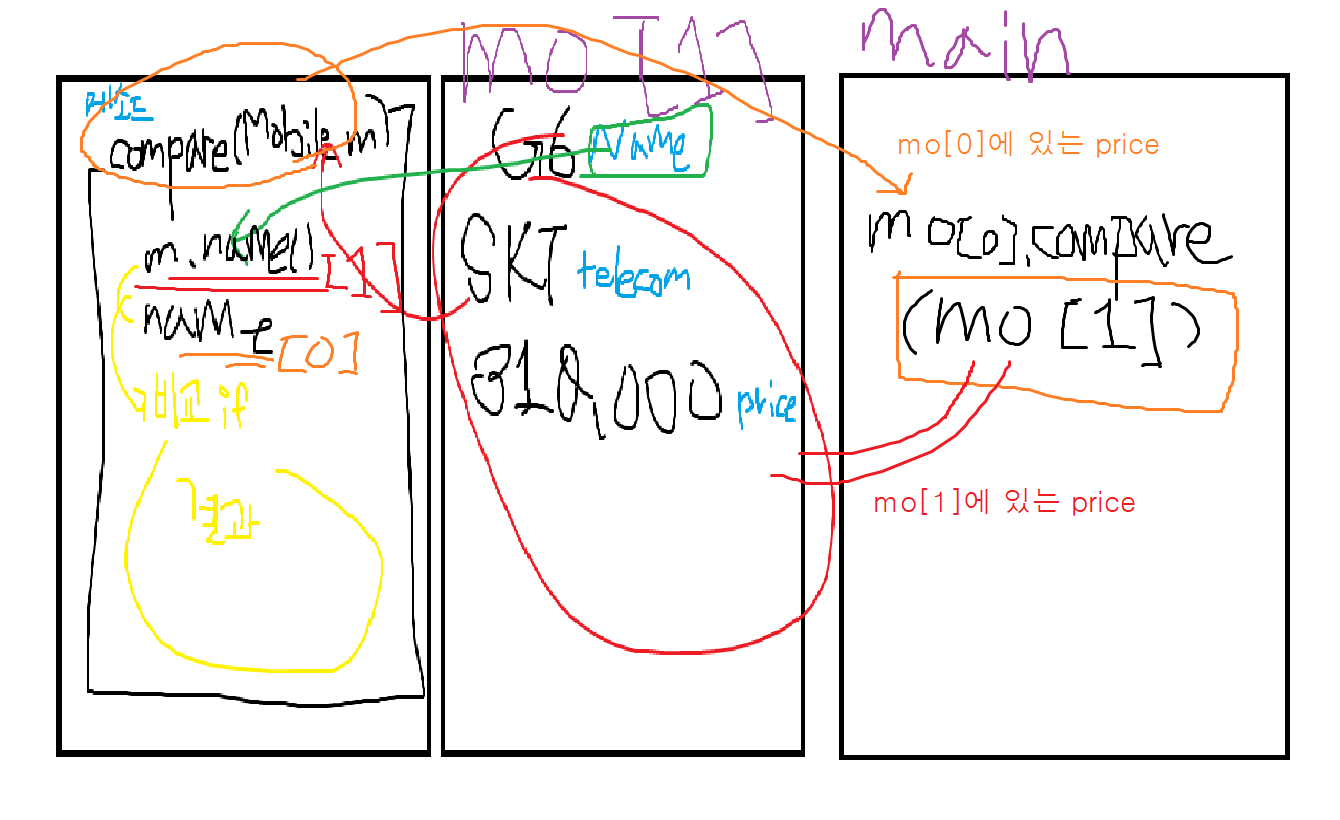 메소드
compare(Mobile m)
m.name() [1]
name [0]
비교 if
결과
mo [1]
G6 Name
SKT telecom
318,000 price
main
mo[0]에 있는 price
mo[0].compare
(mo [1])
mo[1]에 있는 price